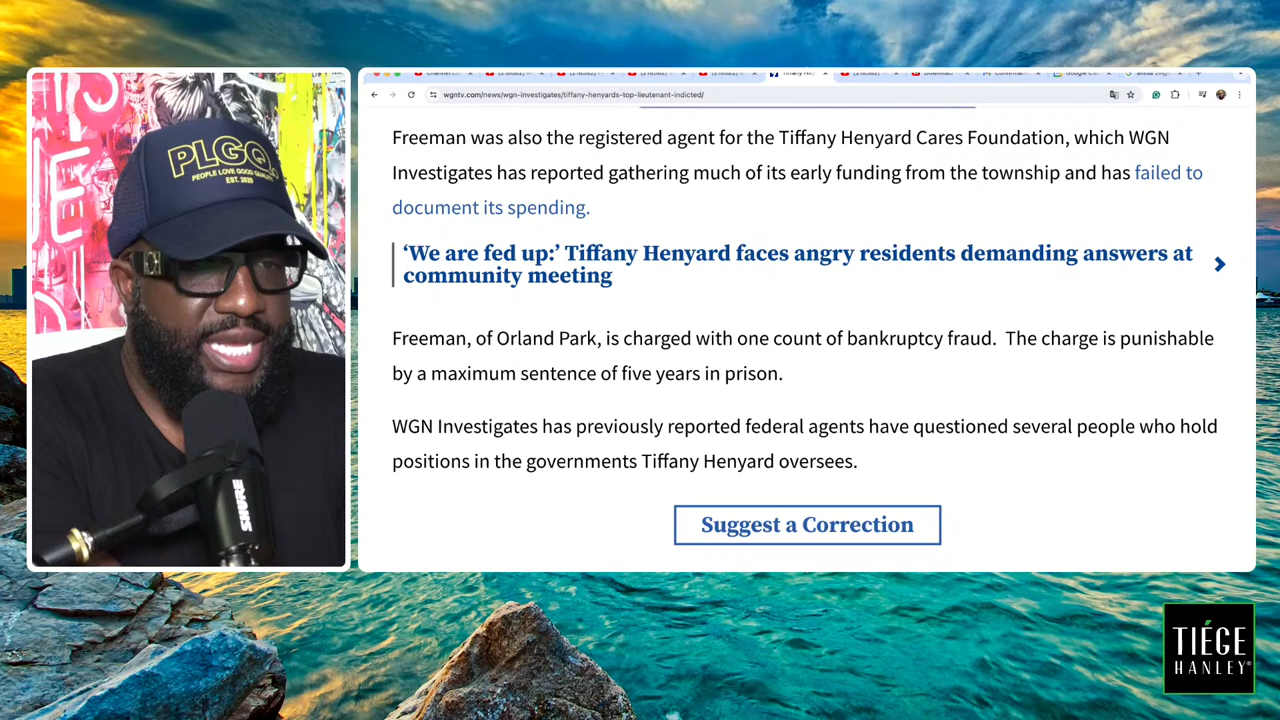 PLGQ.
PEOPLE LOVE GOOD QUALITY
EST. 2020
SHURE
wgntv.com/news/wgn-investigates/tiffany-henyards-top-lieutenant-indicted/
Freeman was also the registered agent for the Tiffany Henyard Cares Foundation, which WGN
Investigates has reported gathering much of its early funding from the township and has failed to
document its spending.
‘We are fed up:’ Tiffany Henyard faces angry residents demanding answers at
community meeting
Freeman, of Orland Park, is charged with one count of bankruptcy fraud.  The charge is punishable
by a maximum sentence of five years in prison.
WGN Investigates has previously reported federal agents have questioned several people who hold
positions in the governments Tiffany Henyard oversees.
Suggest a Correction
TIÉGE
HANLEY®